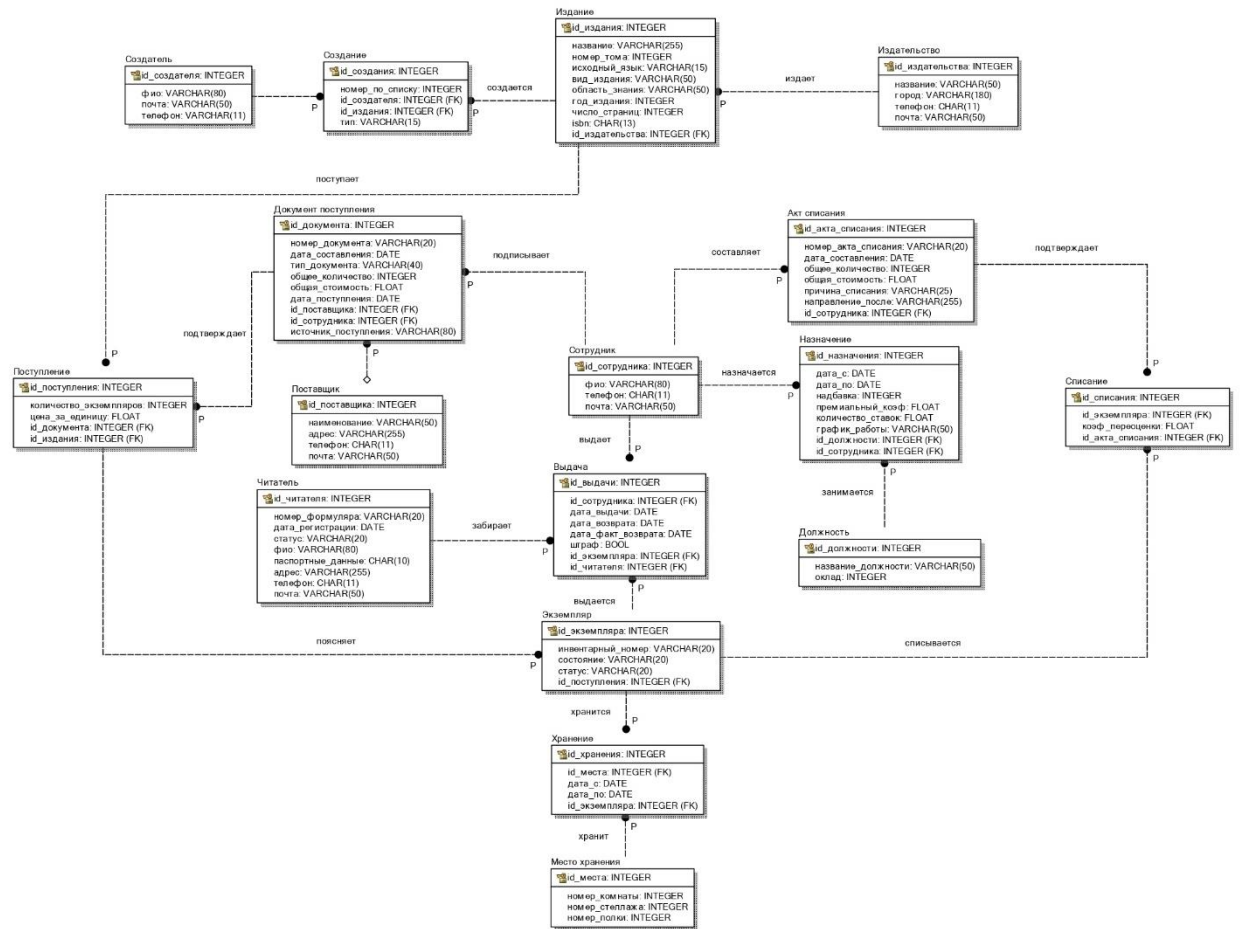 Издание
id_издания: INTEGER
название: VARCHAR(255)
номер_тома: INTEGER
исходный_язык: VARCHAR(15)
вид_издания: VARCHAR(50)
область_знания: VARCHAR(50)
год_издания: INTEGER
число_страниц: INTEGER
isbn: CHAR(13)
id_издательства: INTEGER (FK)
Создатель
id_создателя: INTEGER
фио: VARCHAR(80)
почта: VARCHAR(50)
телефон: VARCHAR(11)
P
Создание
id_создания: INTEGER
номер_по_списку: INTEGER
id_создателя: INTEGER (FK)
id_издания: INTEGER (FK)
тип: VARCHAR(15)
создается
P
издает
P
Издательство
id_издательства: INTEGER
название: VARCHAR(50)
город: VARCHAR(180)
телефон: CHAR(11)
почта: VARCHAR(50)
поступает
P
Документ поступления
id_документа: INTEGER
номер_документа: VARCHAR(20)
дата_составления: DATE
тип_документа: VARCHAR(40)
общее_количество: INTEGER
общая_стоимость: FLOAT
дата_поступления: DATE
id_поставщика: INTEGER (FK)
id_сотрудника: INTEGER (FK)
источник_поступления: VARCHAR(80)
подписывает
P
составляет
P
Акт списания
id_акта_списания: INTEGER
номер_акта_списания: VARCHAR(20)
дата_составления: DATE
общее_количество: INTEGER
общая_стоимость: FLOAT
причина_списания: VARCHAR(25)
направление_после: VARCHAR(255)
id_сотрудника: INTEGER (FK)
подтверждает
P
подтверждает
P
Поступление
id_поступления: INTEGER
количество_экземпляров: INTEGER
цена_за_единицу: FLOAT
id_документа: INTEGER (FK)
id_издания: INTEGER (FK)
P
Поставщик
id_поставщика: INTEGER
наименование: VARCHAR(50)
адрес: VARCHAR(255)
телефон: CHAR(11)
почта: VARCHAR(50)
Сотрудник
id_сотрудника: INTEGER
фио: VARCHAR(80)
телефон: CHAR(11)
почта: VARCHAR(50)
назначается
P
Назначение
id_назначения: INTEGER
дата_с: DATE
дата_по: DATE
надбавка: INTEGER
премиальный_коэф: FLOAT
количество_ставок: FLOAT
график_работы: VARCHAR(50)
id_должности: INTEGER (FK)
id_сотрудника: INTEGER (FK)
Списание
id_списания: INTEGER
id_экземпляра: INTEGER (FK)
коэф_переоценки: FLOAT
id_акта_списания: INTEGER (FK)
P
выдает
P
Читатель
id_читателя: INTEGER
номер_формуляра: VARCHAR(20)
дата_регистрации: DATE
статус: VARCHAR(20)
фио: VARCHAR(80)
паспортные_данные: CHAR(10)
адрес: VARCHAR(255)
телефон: CHAR(11)
почта: VARCHAR(50)
забирает
P
Выдача
id_выдачи: INTEGER
id_сотрудника: INTEGER (FK)
дата_выдачи: DATE
дата_возврата: DATE
дата_факт_возврата: DATE
штраф: BOOL
id_экземпляра: INTEGER (FK)
id_читателя: INTEGER (FK)
P
занимается
P
Должность
id_должности: INTEGER
название_должности: VARCHAR(50)
оклад: INTEGER
выдается
Экземпляр
id_экземпляра: INTEGER
инвентарный_номер: VARCHAR(20)
состояние: VARCHAR(20)
статус: VARCHAR(20)
id_поступления: INTEGER (FK)
поясняет
P
списывается
хранится
P
Хранение
id_хранения: INTEGER
id_места: INTEGER (FK)
дата_с: DATE
дата_по: DATE
id_экземпляра: INTEGER (FK)
хранит
P
Место хранения
id_места: INTEGER
номер_комнаты: INTEGER
номер_стеллажа: INTEGER
номер_полки: INTEGER